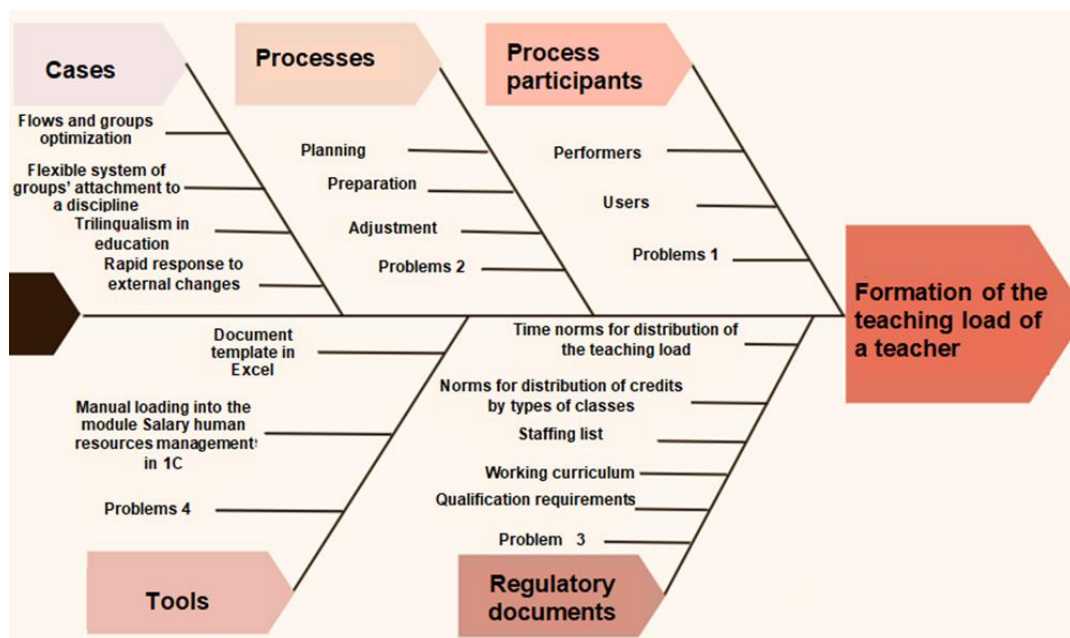 Cases
Flows and groups
optimization
Flexible system of
groups' attachment to
a discipline
Trilingualism in
education
Rapid response to
external changes
Processes
Planning
Preparation
Adjustment
Problems 2
Process
participants
Performers
Users
Problems 1
Formation of the
teaching load of
a teacher
Document
template in
Excel
Manual loading into the
module Salary human
resources management
in 1C
Problems 4
Tools
Time norms for distribution of
the teaching load
Norms for distribution of credits
by types of classes
Staffing list
Working curriculum
Qualification requirements
Problem 3
Regulatory
documents